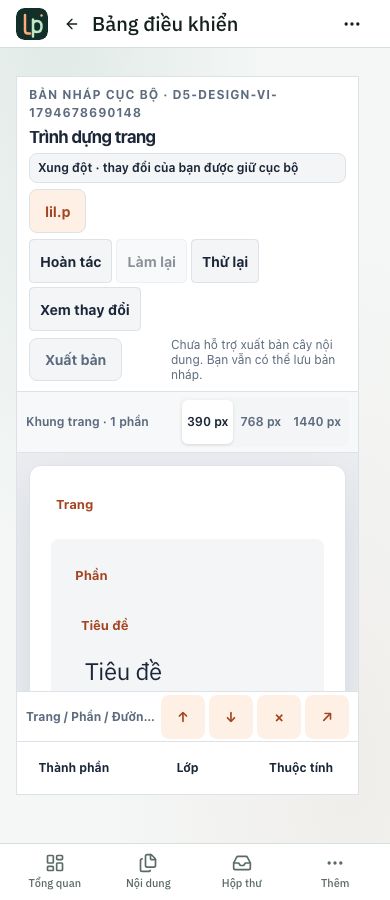 lp
Bảng điều khiển
BẢN NHÁP CỤC BỘ · D5-DESIGN-VI-
1794678690148
Trình dựng trang
Xung đột · thay đổi của bạn được giữ cục bộ
lil.p
Hoàn tác
Làm lại
Thử lại
Xem thay đổi
Xuất bản
Chưa hỗ trợ xuất bản cây nội
dung. Bạn vẫn có thể lưu bản
nháp.
Khung trang · 1 phần
390 px
768 px
1440 px
Trang
Phần
Tiêu đề
Tiêu đề
Trang / Phần / Đườn...
Thành phần
Lớp
Thuộc tính
Tổng quan
Nội dung
Hộp thư
Thêm